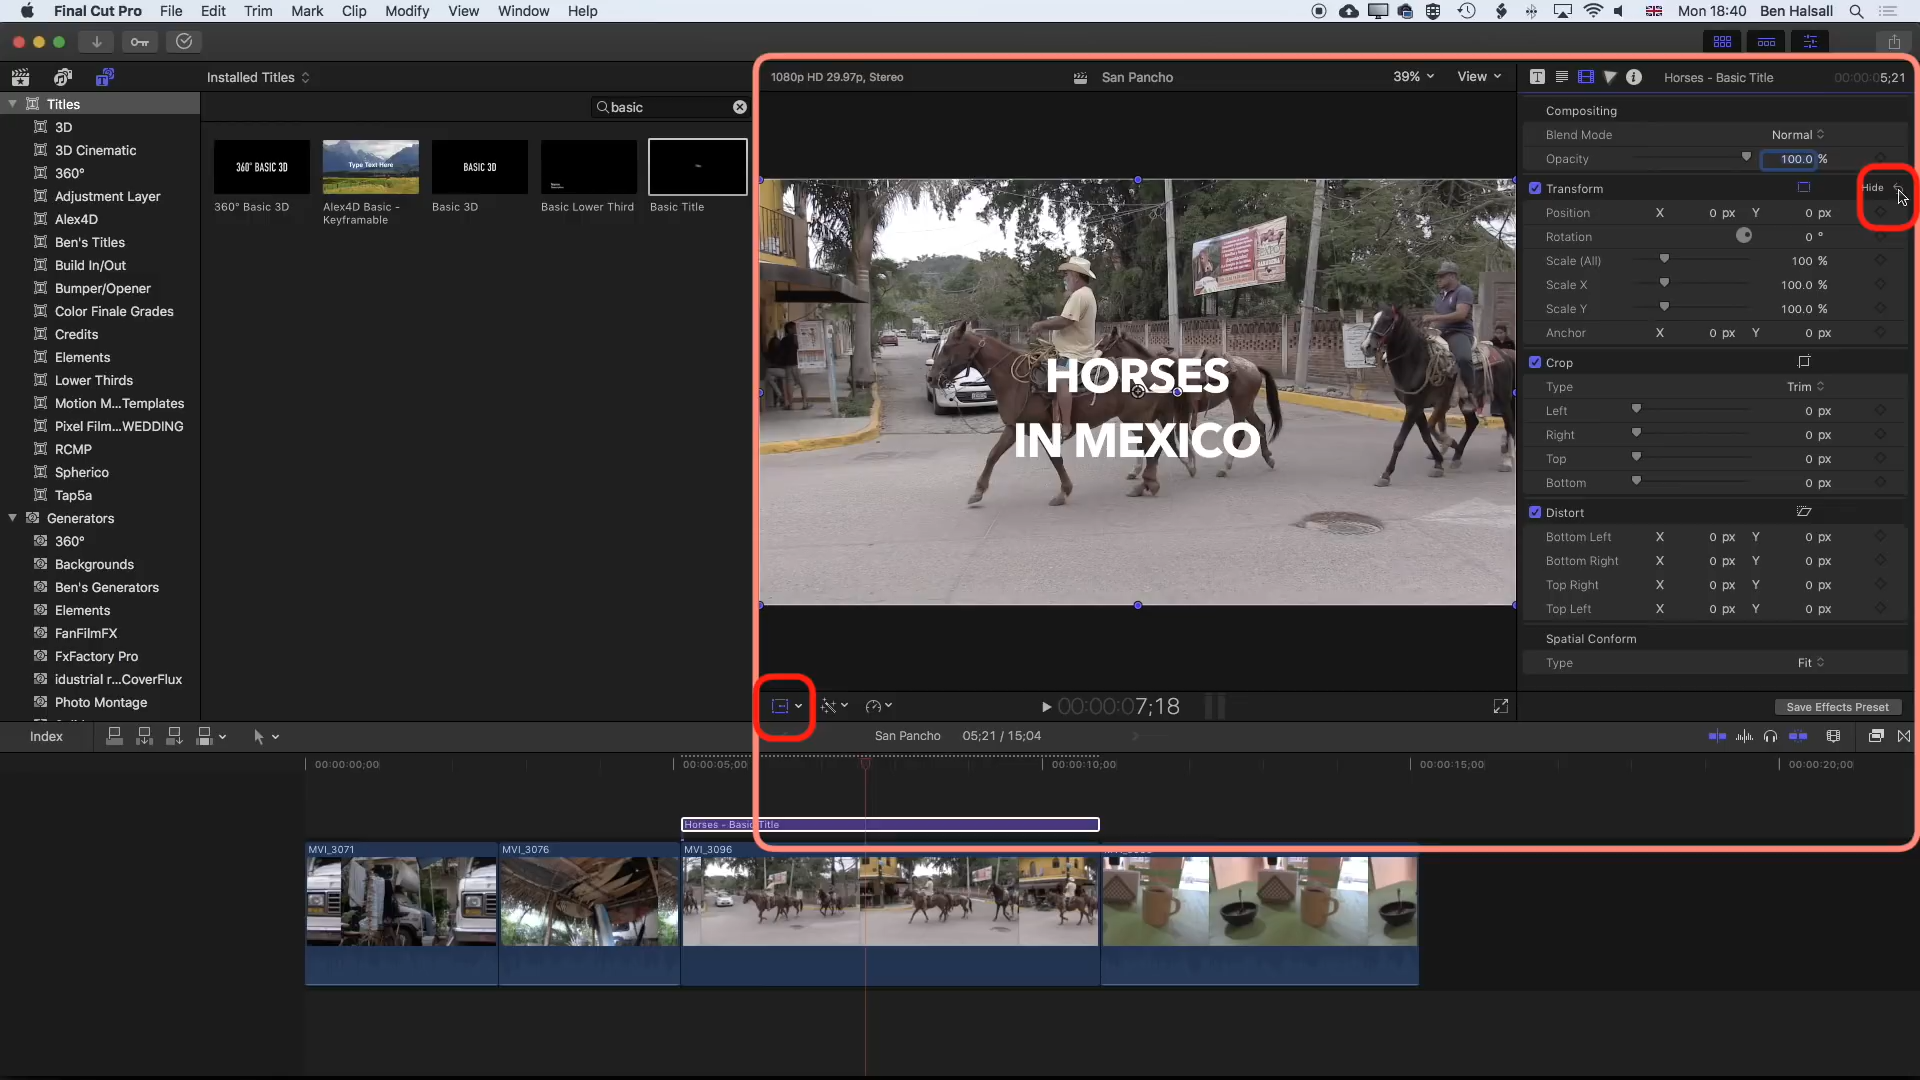 Final Cut Pro File Edit Trim Mark Clip Modify View Window Help Mon 18:40 Ben Halsall
Installed Titles
basic
Titles
3D
3D Cinematic
360°
Adjustment Layer
Alex4D
Ben's Titles
Build In/Out
Bumper/Opener
Color Finale Grades
Credits
Elements
Lower Thirds
Motion M...Templates
Pixel Film...WEDDING
RCMP
Spherico
Tap5a
Generators
360°
Backgrounds
Ben's Generators
Elements
FanFilmFX
FxFactory Pro
idustrial r...CoverFlux
Photo Montage
360° BASIC 3D
Type Text Here
BASIC 3D
360° Basic 3D
Alex4D Basic -
Keyframable
Basic 3D
Basic Lower Third
Basic Title
1080p HD 29.97p, Stereo
San Pancho
39%
View
HORSES
IN MEXICO
00:00:07;18
Horses - Basic Title
00:00:05;21
Compositing
Blend Mode Normal
Opacity 100.0 %
Transform Hide
Position X 0 px Y 0 px
Rotation 0 °
Scale (All) 100 %
Scale X 100.0 %
Scale Y 100.0 %
Anchor X 0 px Y 0 px
Crop
Type Trim
Left 0 px
Right 0 px
Top 0 px
Bottom 0 px
Distort
Bottom Left X 0 px Y 0 px
Bottom Right X 0 px Y 0 px
Top Right X 0 px Y 0 px
Top Left X 0 px Y 0 px
Spatial Conform
Type Fit
Save Effects Preset
Index
San Pancho 05;21 / 15;04
00:00:00;00 00:00:05;00 00:00:10;00 00:00:15;00 00:00:20;00
Horses - Basic Title
MVI_3071 MVI_3076 MVI_3096